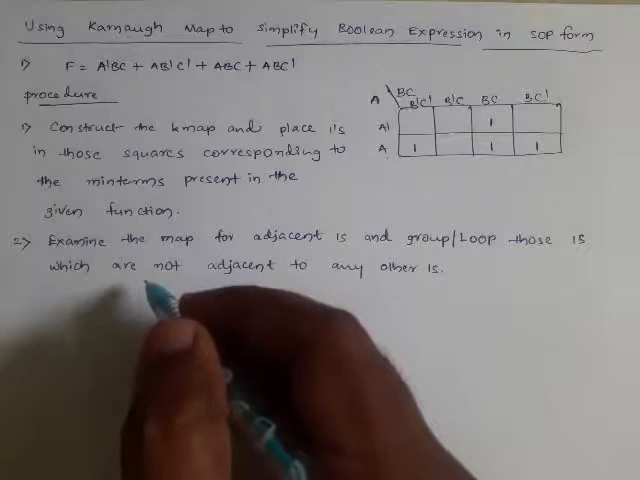 Using Karnaugh Map to Simplify Boolean Expression in SOP form
1) F = A'BC + AB'C' + ABC + ABC'
procedure
A BC B'C' B'C BC BC'
A' 1
A 1 1 1
1) Construct the kmap and place 1s
in those squares corresponding to
the minterms present in the
given function.
2) Examine the map for adjacent 1s and group/Loop those 1s
which are not adjacent to any other 1s.